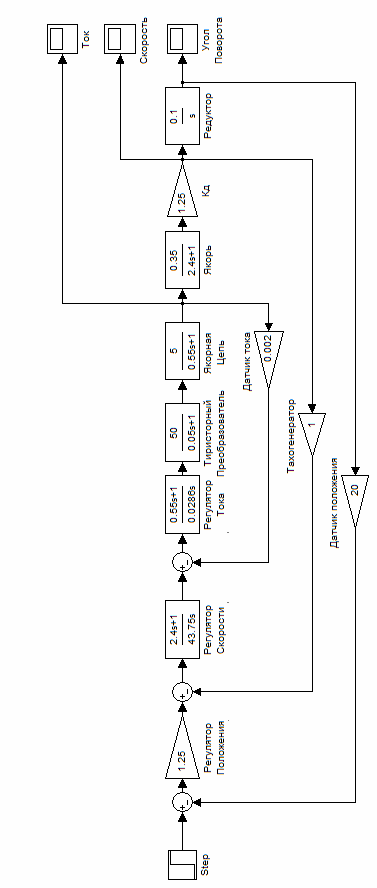 Ток
Скорость
Угол
Поворота
Step
+
−
1.25
Регулятор
Положения
+
−
2.4s+1
43.75s
Регулятор
Скорости
+
−
0.55s+1
0.0286s
Регулятор
Тока
50
0.05s+1
Тиристорный
Преобразователь
5
0.55s+1
Якорная
Цепь
0.35
2.4s+1
Якорь
1.25
Кд
0.1
s
Редуктор
0.002
Датчик тока
1
Тахогенератор
20
Датчик положения